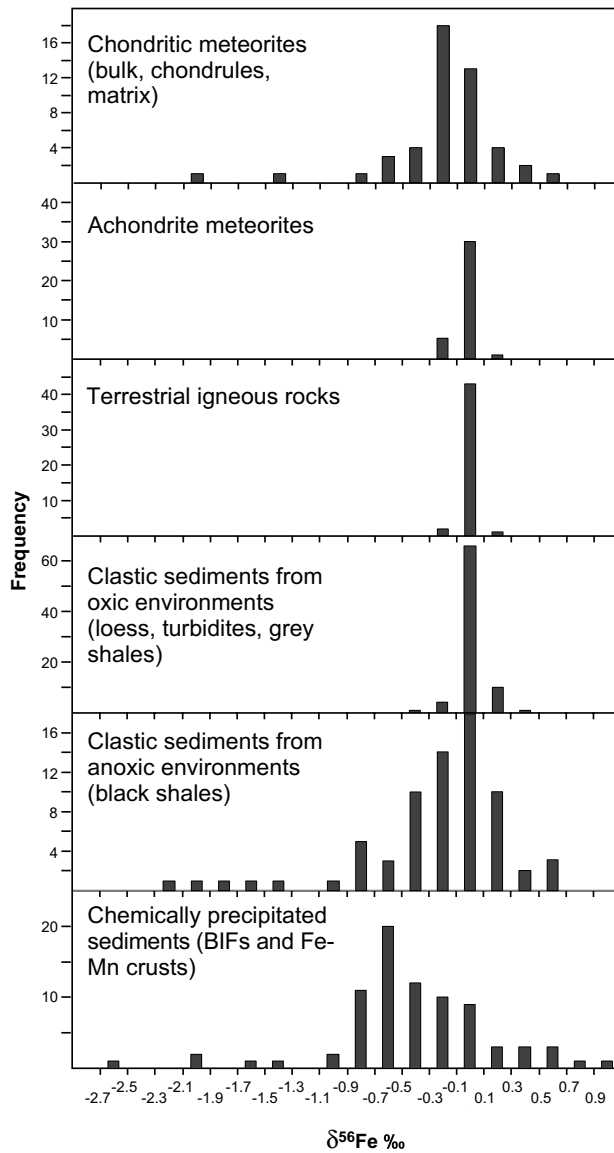 16
12
8
4
Chondritic meteorites
(bulk, chondrules,
matrix)
40
30
20
10
Achondrite meteorites
40
30
20
10
Terrestrial igneous rocks
Frequency
60
40
20
Clastic sediments from
oxic environments
(loess, turbidites, grey
shales)
16
12
8
4
Clastic sediments from
anoxic environments
(black shales)
20
10
Chemically precipitated
sediments (BIFs and Fe-
Mn crusts)
-2.5 -2.1 -1.7 -1.3 -0.9 -0.5 -0.1 0.3 0.7
-2.7 -2.3 -1.9 -1.5 -1.1 -0.7 -0.3 0.1 0.5 0.9
δ⁵⁶Fe ‰